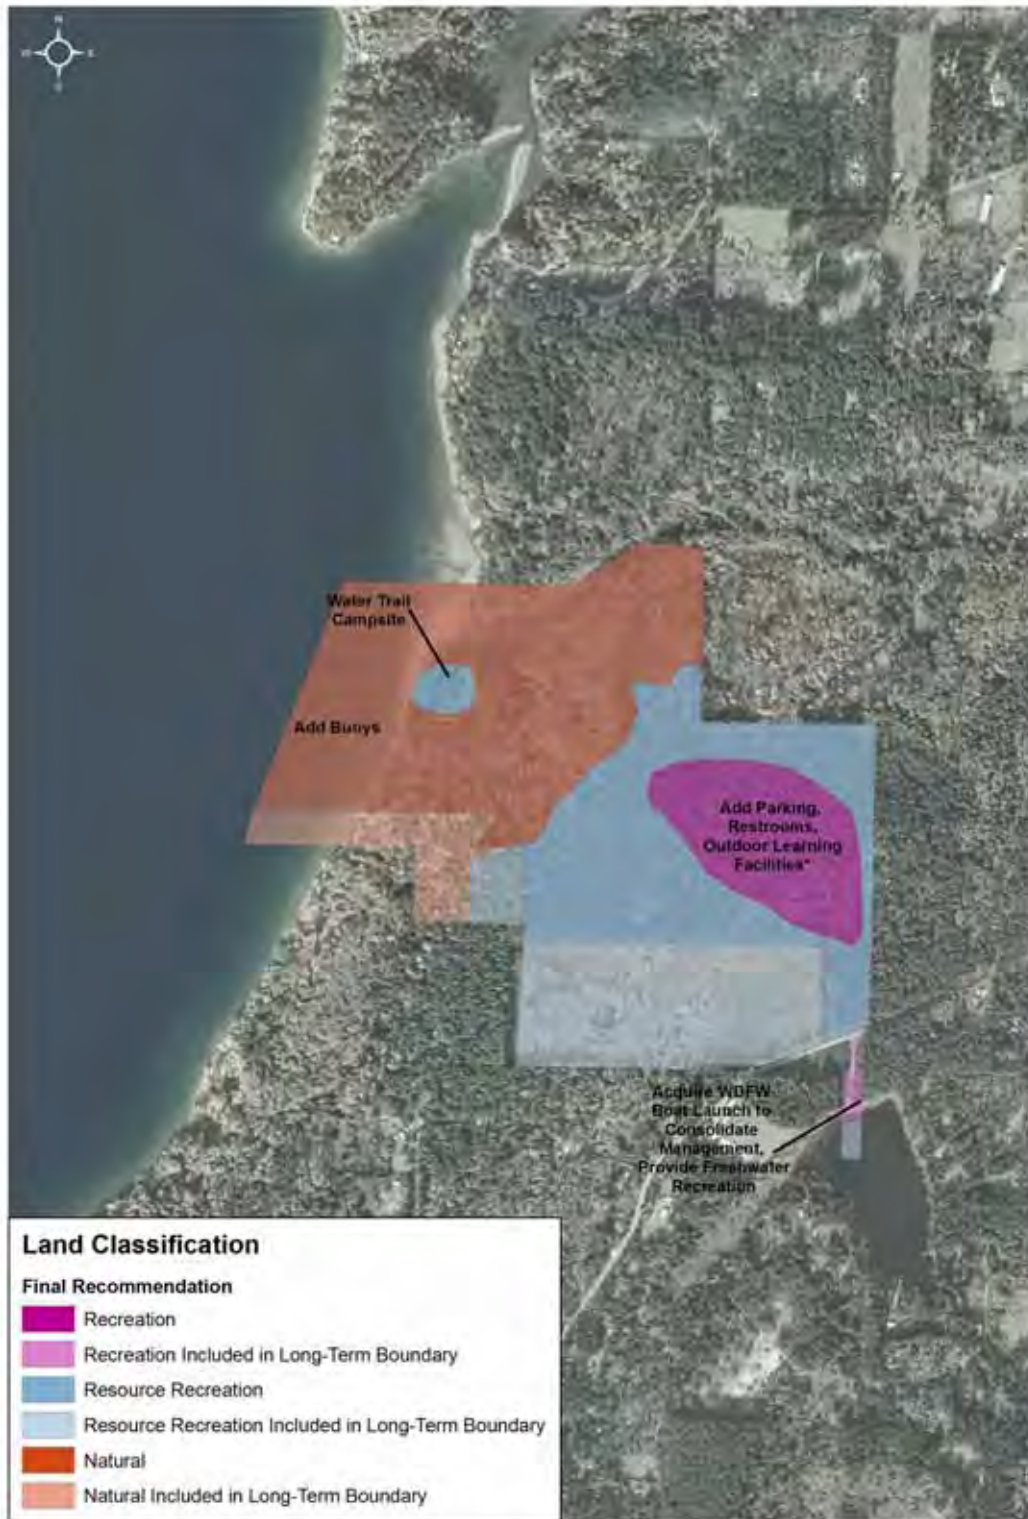 N
W
E
S
Water Trail
Campsite
Add Buoys
Add Parking,
Restrooms,
Outdoor Learning
Facilities*
Acquire WDFW
Boat Launch to
Consolidate
Management,
Provide Freshwater
Recreation
Land Classification
Final Recommendation
Recreation
Recreation Included in Long-Term Boundary
Resource Recreation
Resource Recreation Included in Long-Term Boundary
Natural
Natural Included in Long-Term Boundary